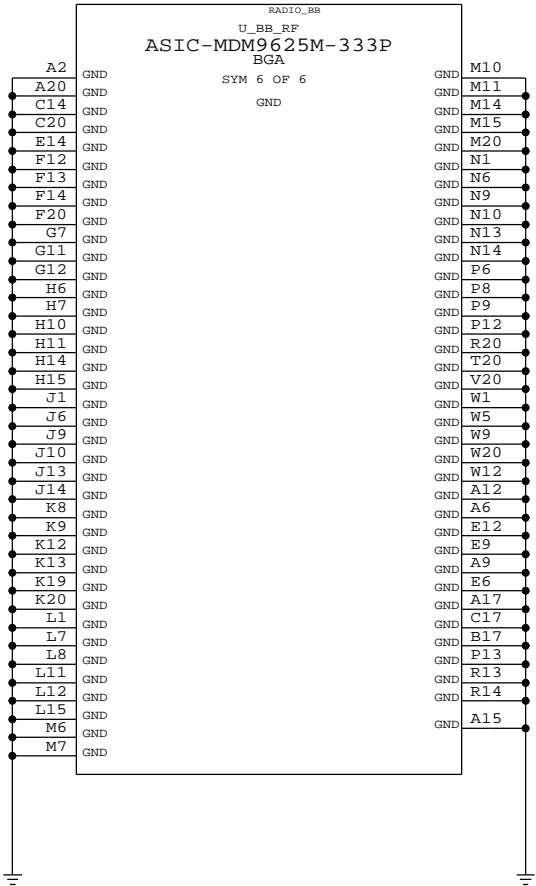 RADIO_BB
U_BB_RF
ASIC-MDM9625M-333P
BGA
SYM 6 OF 6
GND
A2 GND GND M10
A20 GND GND M11
C14 GND GND M14
C20 GND GND M15
E14 GND GND M20
F12 GND GND N1
F13 GND GND N6
F14 GND GND N9
F20 GND GND N10
G7 GND GND N13
G11 GND GND N14
G12 GND GND P6
H6 GND GND P8
H7 GND GND P9
H10 GND GND P12
H11 GND GND R20
H14 GND GND T20
H15 GND GND V20
J1 GND GND W1
J6 GND GND W5
J9 GND GND W9
J10 GND GND W20
J13 GND GND W12
J14 GND GND A12
K8 GND GND A6
K9 GND GND E12
K12 GND GND E9
K13 GND GND A9
K19 GND GND E6
K20 GND GND A17
L1 GND GND C17
L7 GND GND B17
L8 GND GND P13
L11 GND GND R13
L12 GND GND R14
L15 GND GND A15
M6 GND
M7 GND